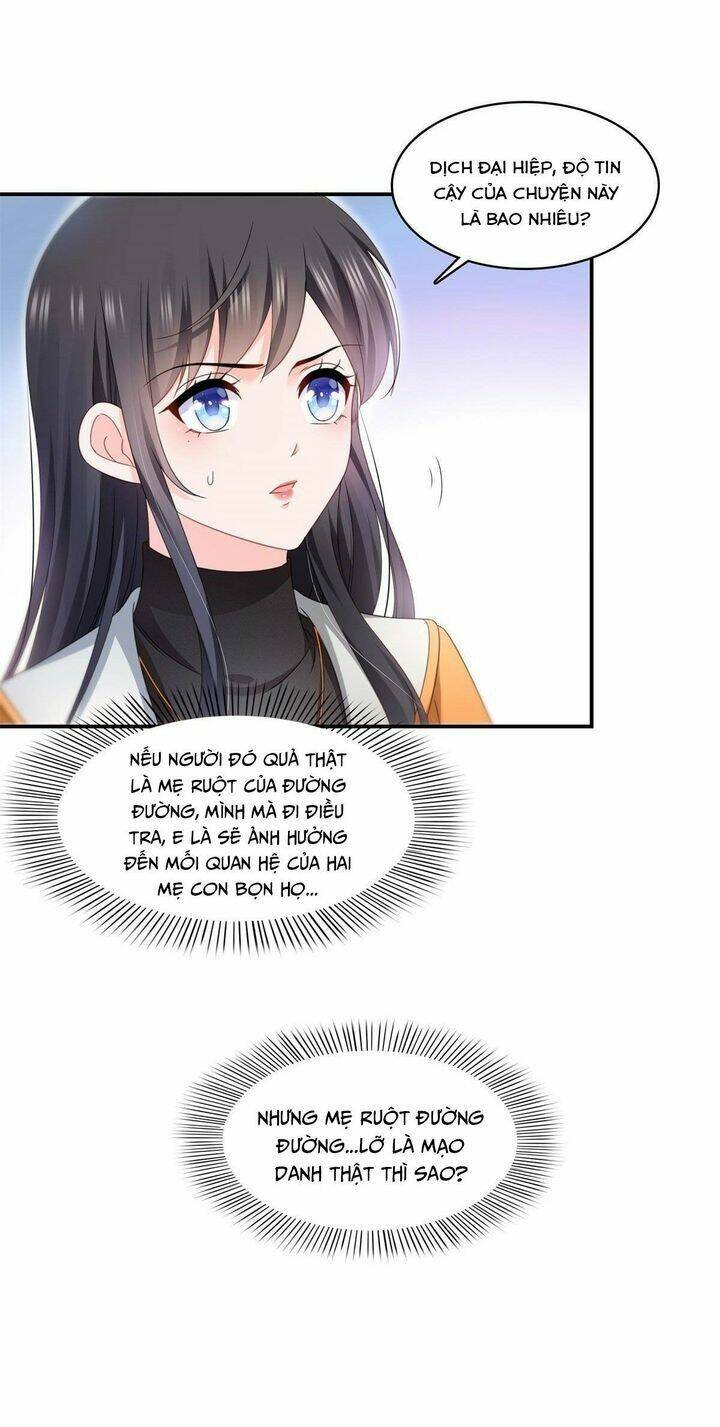 DỊCH ĐẠI HIỆP, ĐỘ TIN
CẬY CỦA CHUYỆN NÀY
LÀ BAO NHIÊU?
NẾU NGƯỜI ĐÓ QUẢ THẬT
LÀ MẸ RUỘT CỦA ĐƯỜNG
ĐƯỜNG, MÌNH MÀ ĐI ĐIỀU
TRA, E LÀ SẼ ẢNH HƯỞNG
ĐẾN MỐI QUAN HỆ CỦA HAI
MẸ CON BỌN HỌ...
NHƯNG MẸ RUỘT ĐƯỜNG
ĐƯỜNG...LỠ LÀ MẠO
DANH THẬT THÌ SAO?